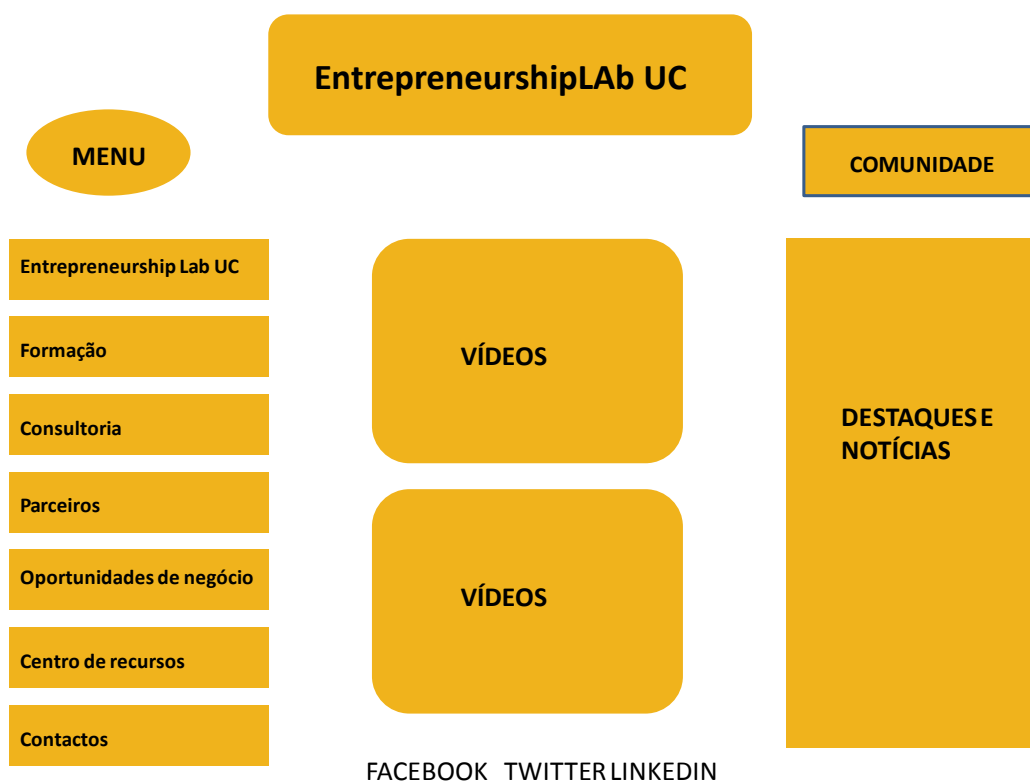 EntrepreneurshipLAb UC
MENU
COMUNIDADE
Entrepreneurship Lab UC
Formação
Consultoria
Parceiros
Oportunidades de negócio
Centro de recursos
Contactos
VÍDEOS
VÍDEOS
DESTAQUES E
NOTÍCIAS
FACEBOOK TWITTER LINKEDIN